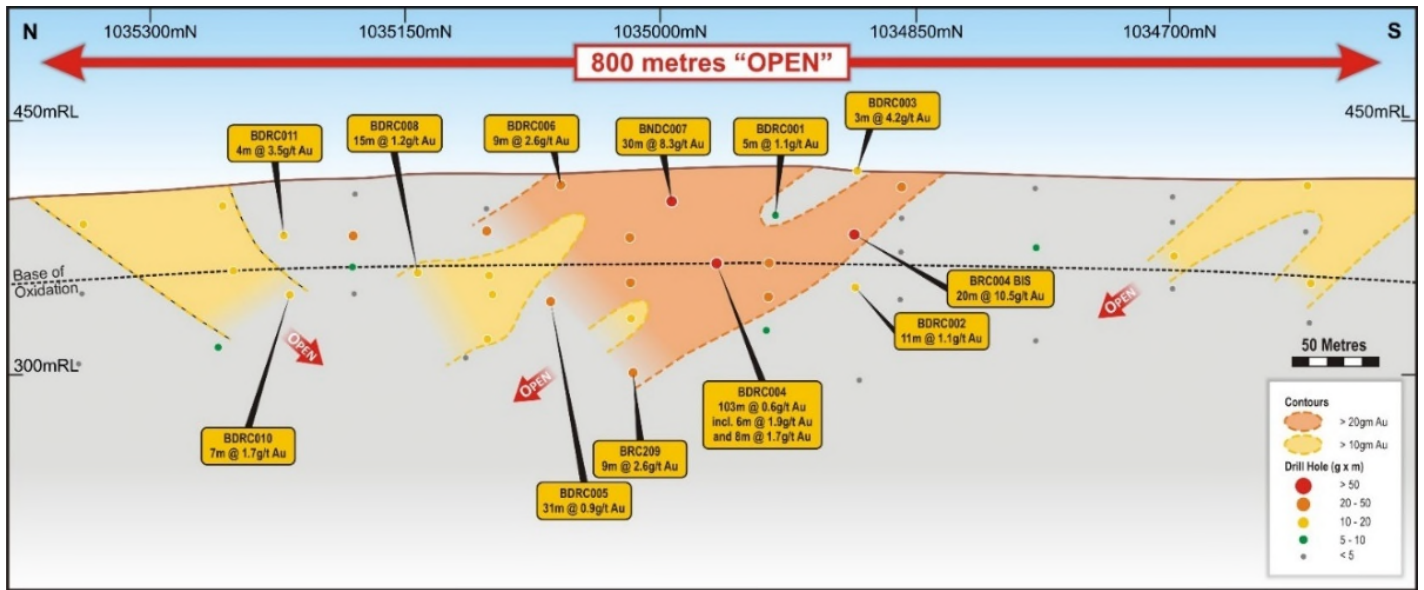 N
1035300mN
1035150mN
1035000mN
1034850mN
1034700mN
S
800 metres “OPEN”
450mRL
450mRL
BDRC011
4m @ 3.5g/t Au
BDRC008
15m @ 1.2g/t Au
BDRC006
9m @ 2.6g/t Au
BNDC007
30m @ 8.3g/t Au
BDRC001
5m @ 1.1g/t Au
BDRC003
3m @ 4.2g/t Au
Base of
Oxidation
BRC004 BIS
20m @ 10.5g/t Au
BDRC002
11m @ 1.1g/t Au
OPEN
OPEN
OPEN
300mRL
50 Metres
BDRC004
103m @ 0.6g/t Au
incl. 6m @ 1.9g/t Au
and 8m @ 1.7g/t Au
BDRC010
7m @ 1.7g/t Au
BRC209
9m @ 2.6g/t Au
BDRC005
31m @ 0.9g/t Au
Contours
> 20gm Au
> 10gm Au
Drill Hole (g x m)
> 50
20 - 50
10 - 20
5 - 10
< 5